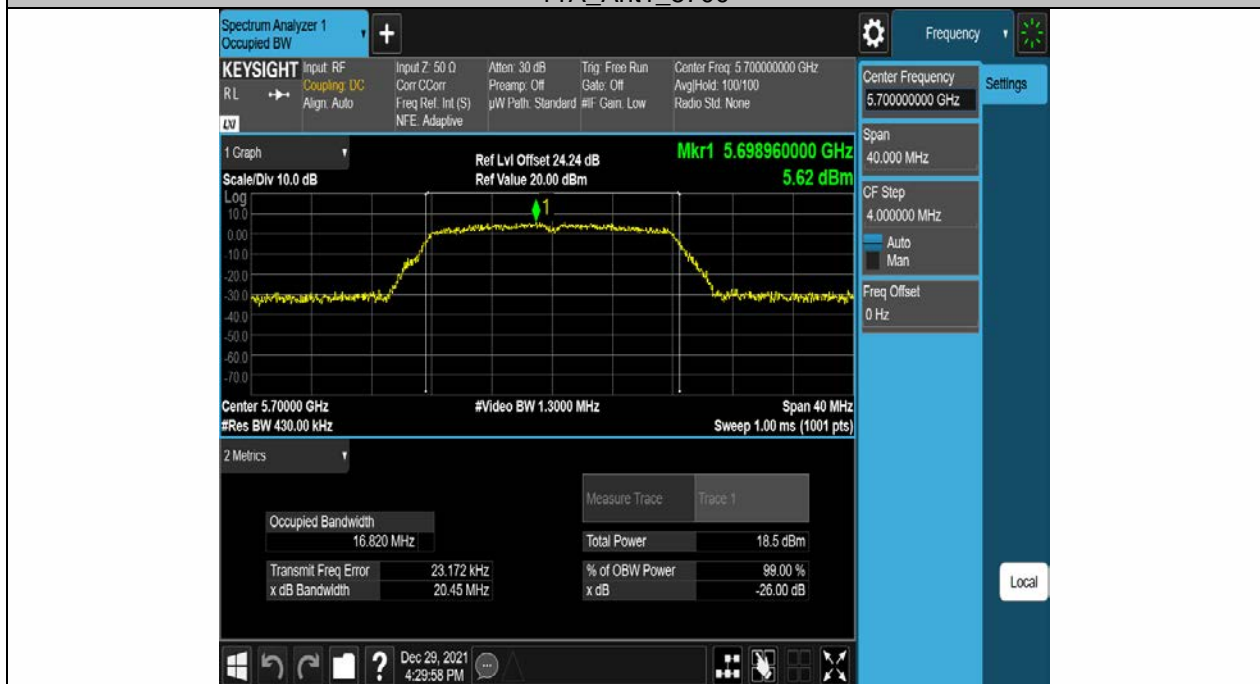 Spectrum Analyzer 1
Occupied BW
+
Frequency
KEYSIGHT
RL
LXI
Input: RF
Coupling: DC
Align: Auto
Input Z: 50 Ω
Corr CCorr
Freq Ref: Int (S)
NFE: Adaptive
Atten: 30 dB
Preamp: Off
µW Path: Standard
Trig: Free Run
Gate: Off
#IF Gain: Low
Center Freq: 5.700000000 GHz
Avg|Hold: 100/100
Radio Std: None
Center Frequency
5.700000000 GHz
Settings
Span
40.000 MHz
CF Step
4.000000 MHz
Auto
Man
Freq Offset
0 Hz
Local
1 Graph
Scale/Div 10.0 dB
Ref Lvl Offset 24.24 dB
Ref Value 20.00 dBm
Mkr1 5.698960000 GHz
5.62 dBm
Log
10.0
0.00
-10.0
-20.0
-30.0
-40.0
-50.0
-60.0
-70.0
1
Center 5.70000 GHz
#Res BW 430.00 kHz
#Video BW 1.3000 MHz
Span 40 MHz
Sweep 1.00 ms (1001 pts)
2 Metrics
Measure Trace Trace 1
Occupied Bandwidth
16.820 MHz
Total Power 18.5 dBm
Transmit Freq Error 23.172 kHz
% of OBW Power 99.00 %
x dB Bandwidth 20.45 MHz
x dB -26.00 dB
?
Dec 29, 2021
4:29:58 PM